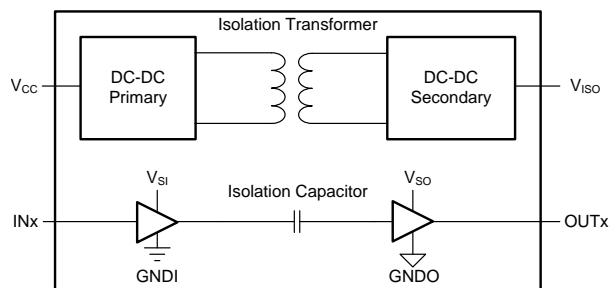 Isolation Transformer
DC-DC
Primary
DC-DC
Secondary
VCC
VISO
VSI
Isolation Capacitor
VSO
INx
OUTx
GNDI
GNDO